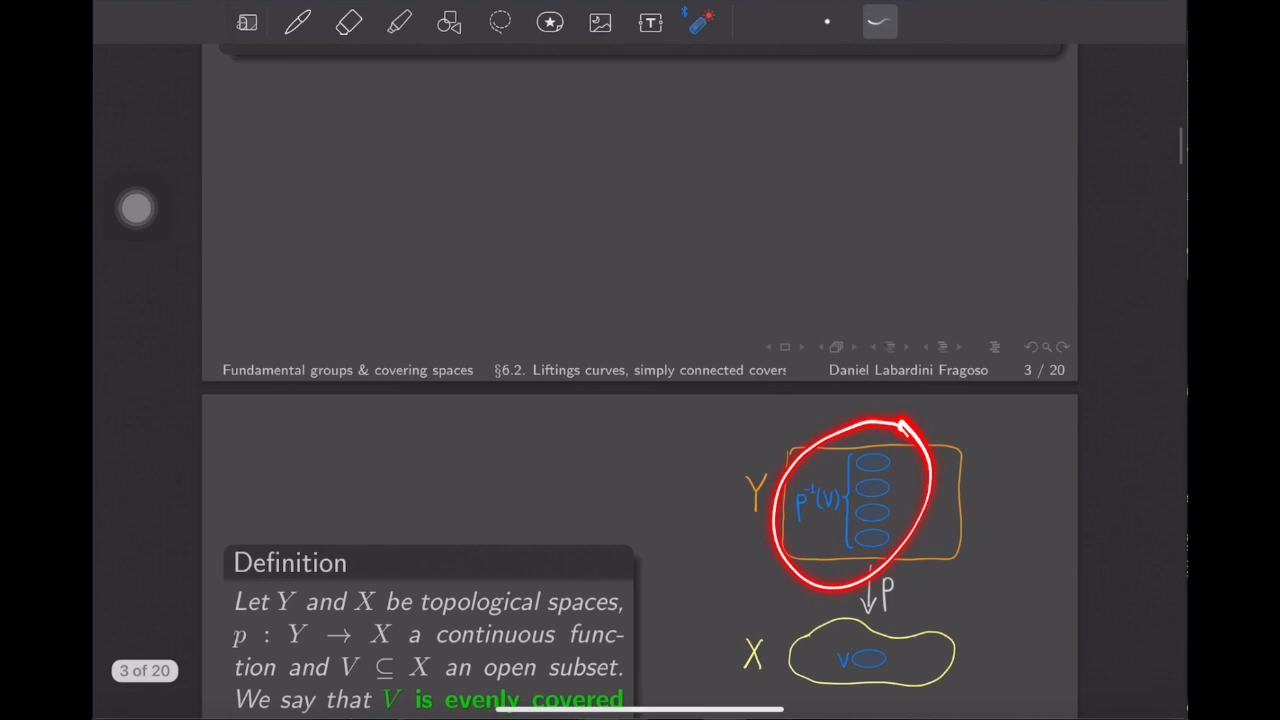 Fundamental groups & covering spaces §6.2. Liftings curves, simply connected covers Daniel Labardini Fragoso 3 / 20
Y
p⁻¹(V)
Definition
Let Y and X be topological spaces,
p : Y → X a continuous func-
tion and V ⊆ X an open subset.
We say that V is evenly covered
p
X
V
3 of 20